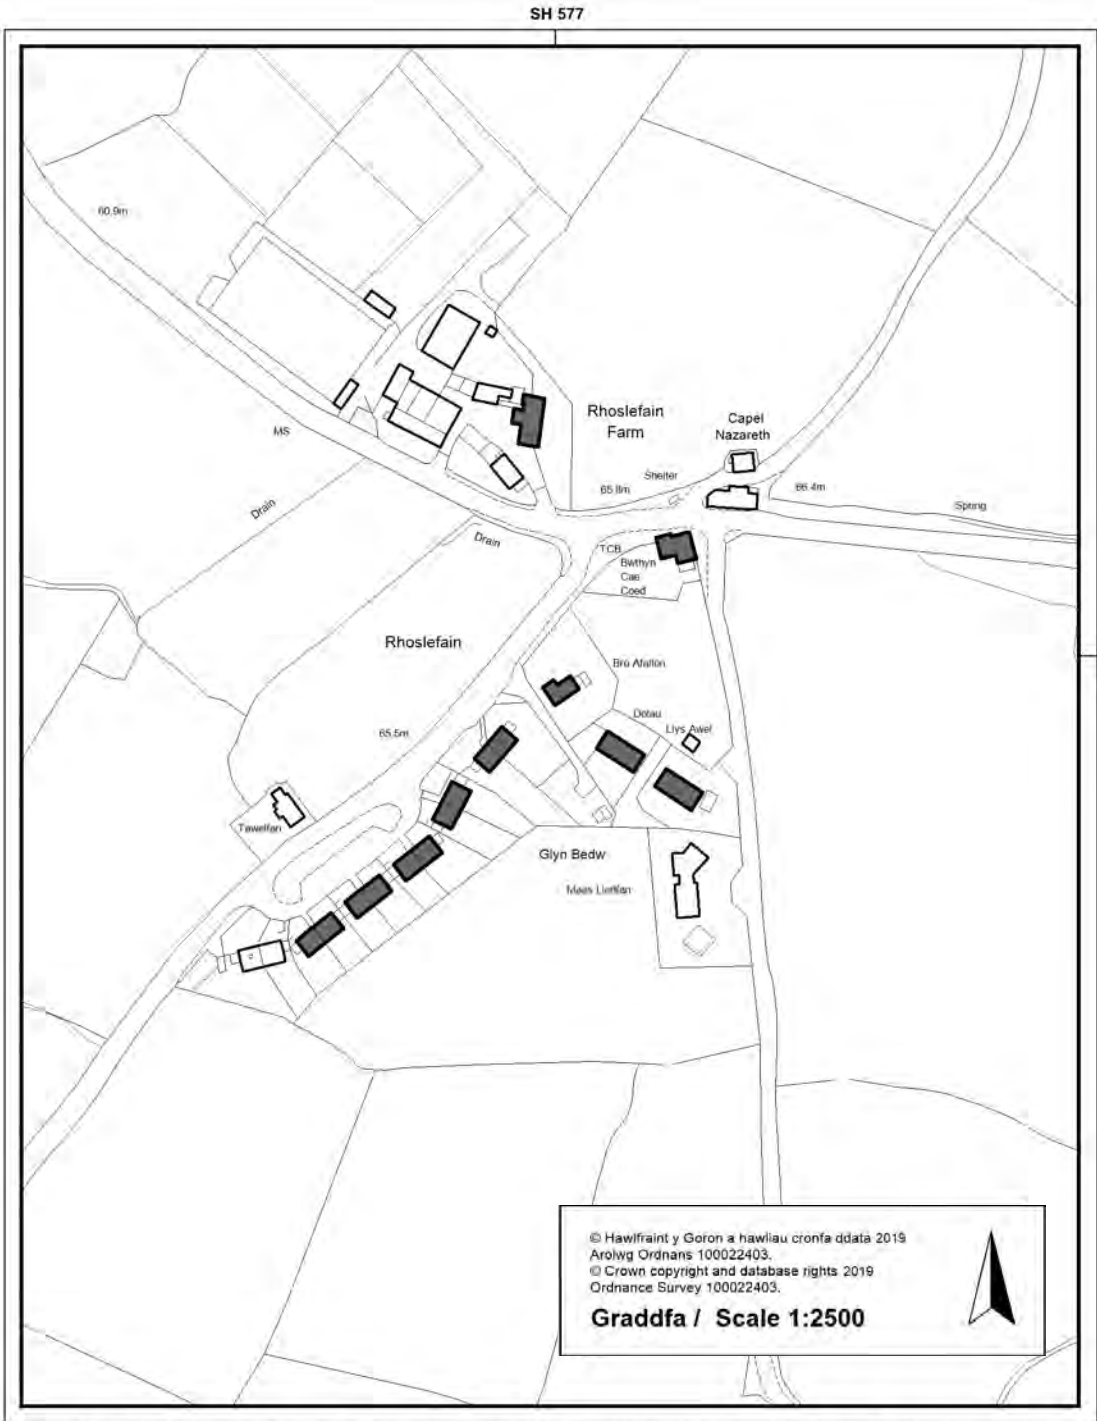 SH 577
60.9m
MS
Rhoslefain
Farm
Capel
Nazareth
Shelter
65.8m
66.4m
Spring
Drain
Drain
TCB
Bwthyn
Cae
Coed
Rhoslefain
Bro Afallon
Dolau
Llys Awel
65.5m
Tawelfan
Glyn Bedw
Maes
© Hawlfraint y Goron a hawliau cronfa ddata 2019
Arolwg Ordnans 100022403.
© Crown copyright and database rights 2019
Ordnance Survey 100022403.
Graddfa / Scale 1:2500